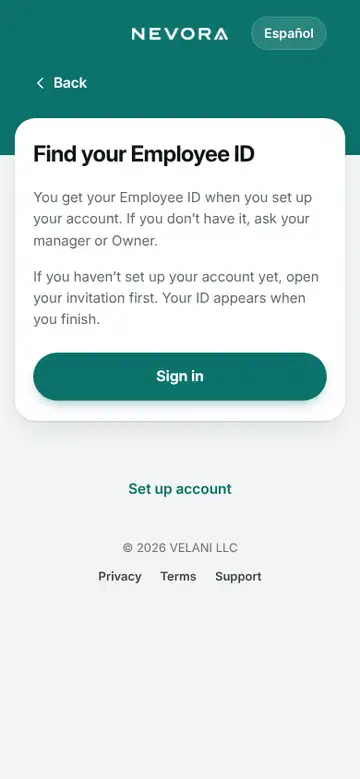 NEVORA
Español
Back
Find your Employee ID
You get your Employee ID when you set up
your account. If you don’t have it, ask your
manager or Owner.
If you haven’t set up your account yet, open
your invitation first. Your ID appears when
you finish.
Sign in
Set up account
© 2026 VELANI LLC
Privacy Terms Support